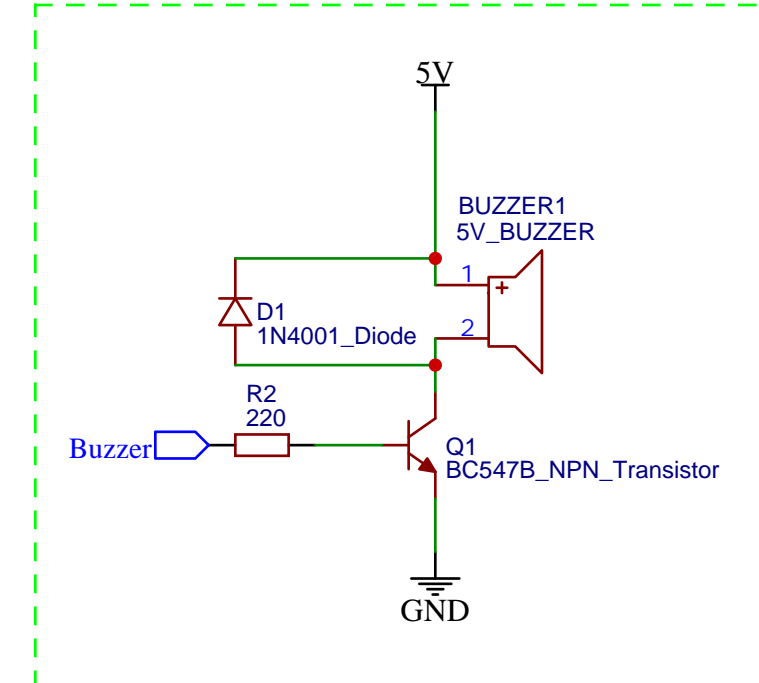 5V
BUZZER1
5V_BUZZER
1
+
2
D1
1N4001_Diode
R2
220
Buzzer
Q1
BC547B_NPN_Transistor
GND